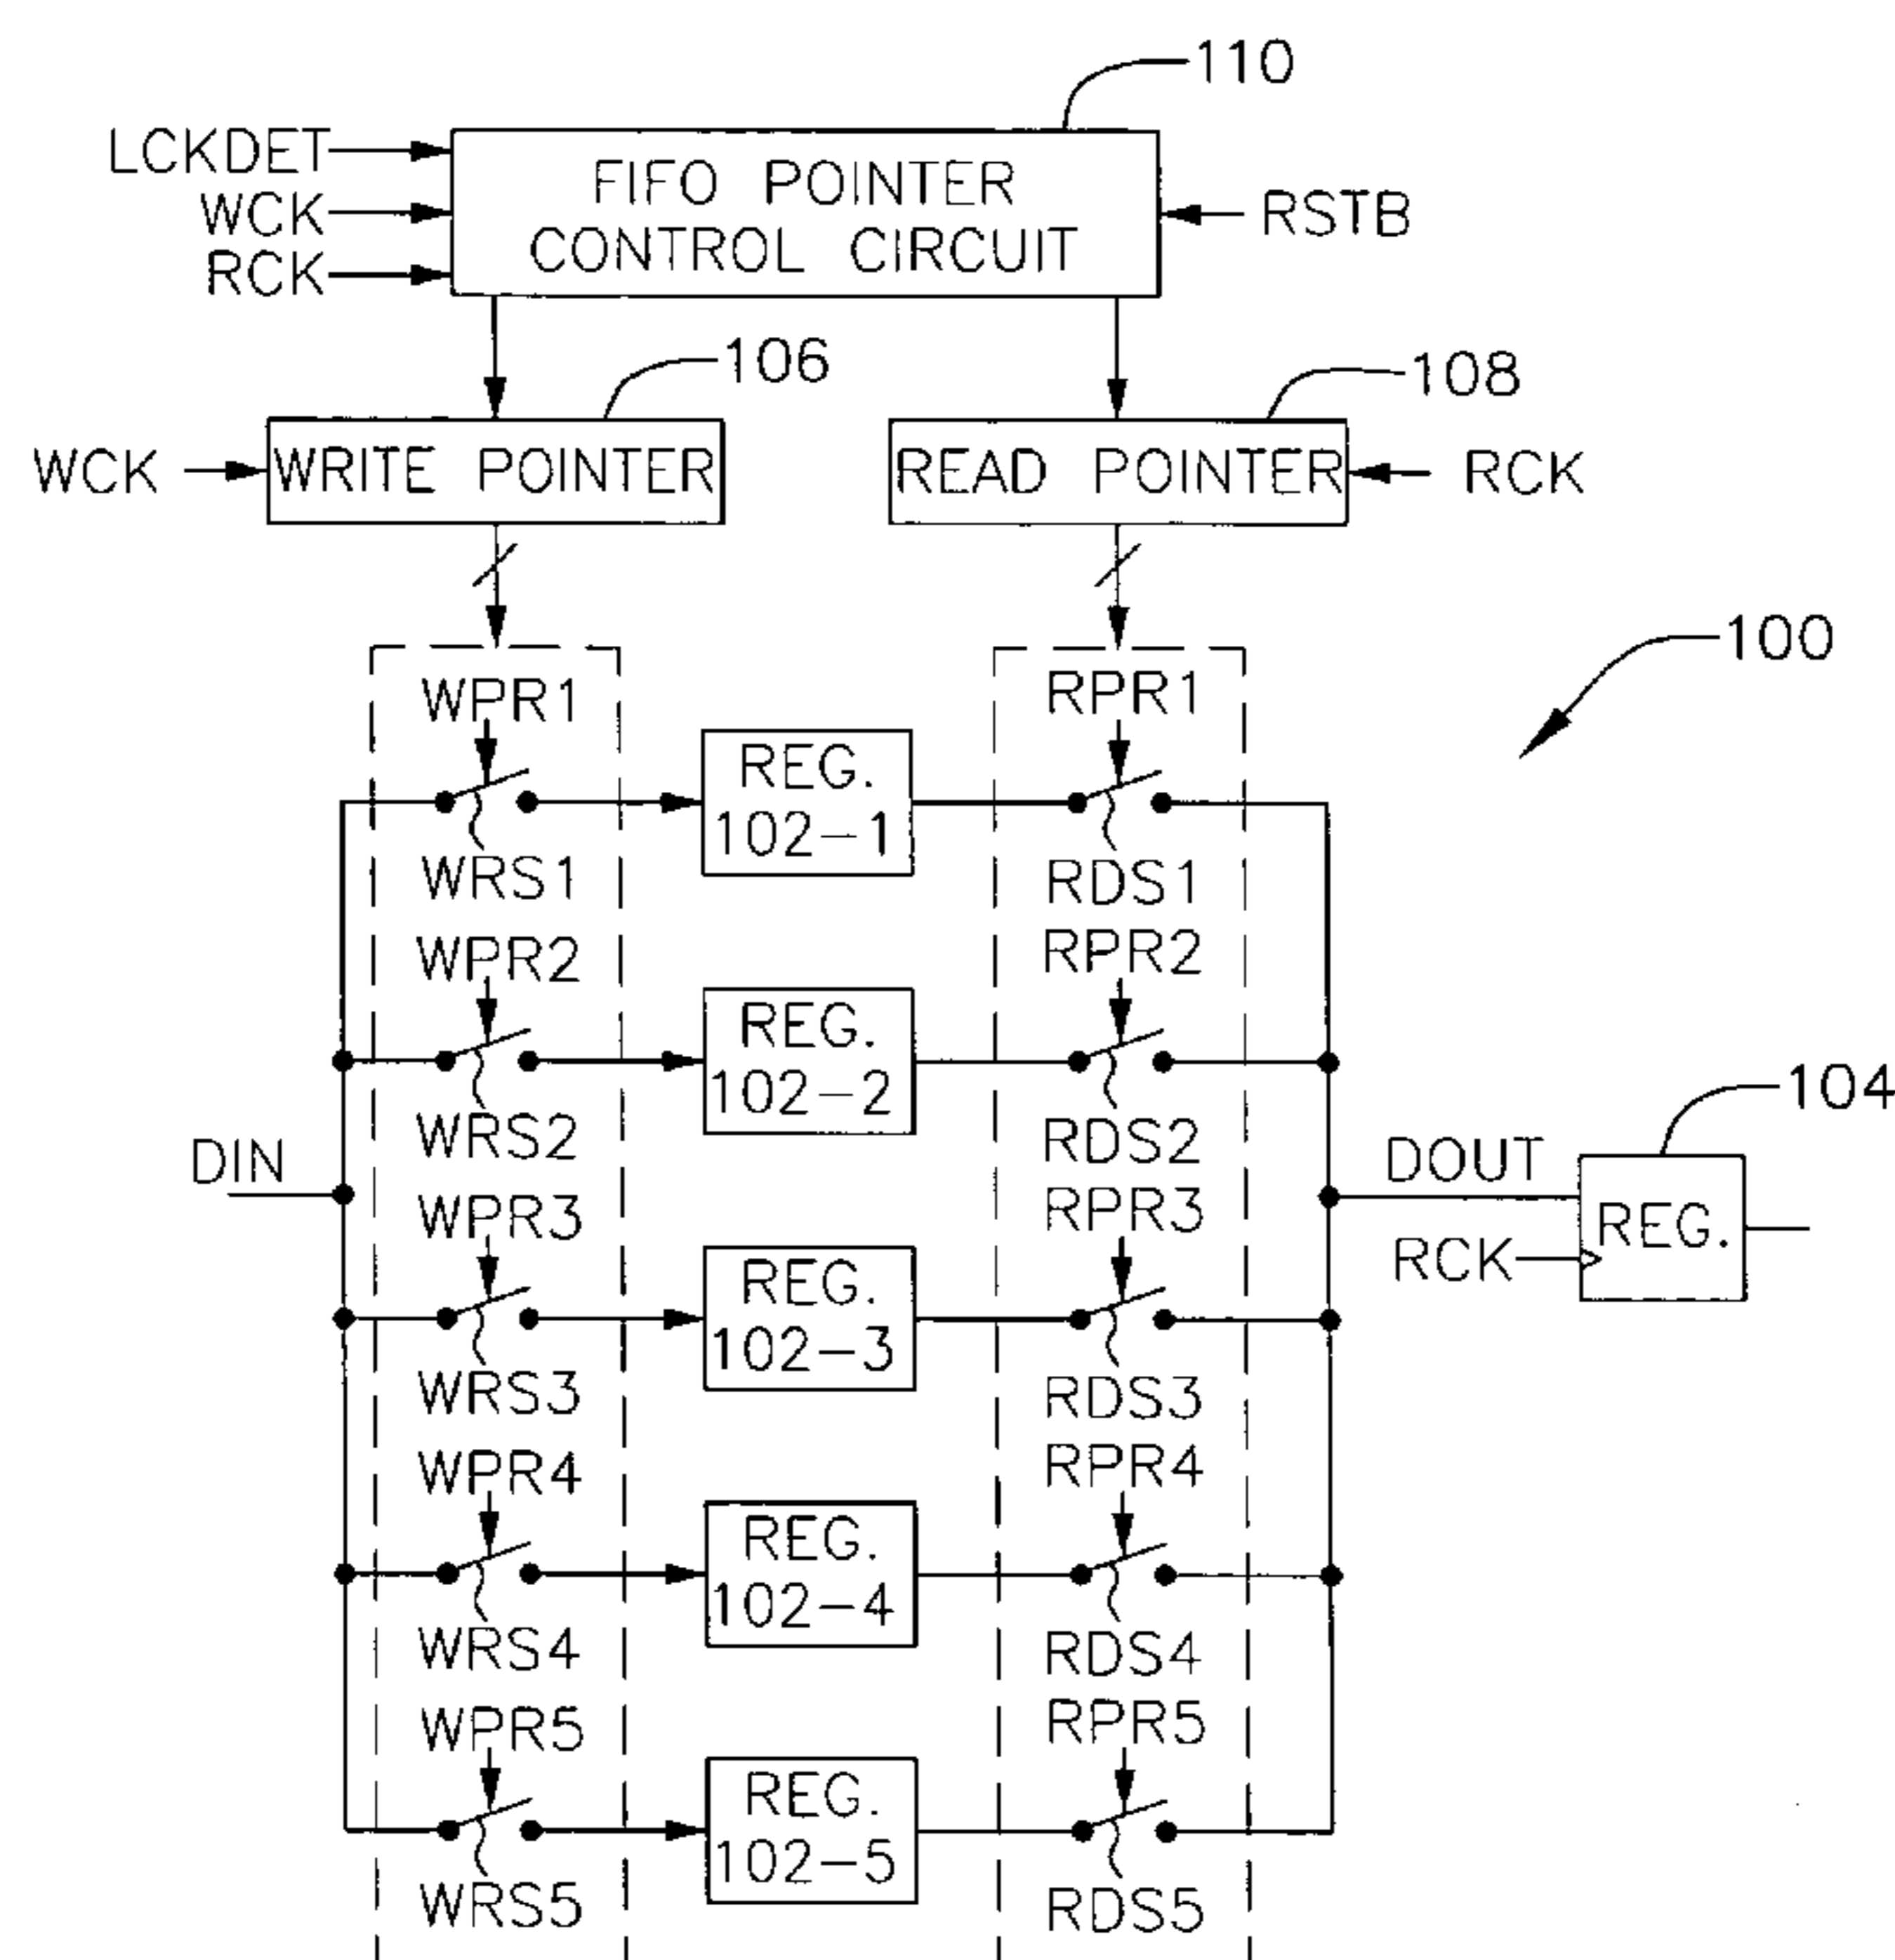 110
LCKDET
WCK
RCK
FIFO POINTER
CONTROL CIRCUIT
RSTB
106
108
WCK
WRITE POINTER
READ POINTER
RCK
100
WPR1
RPR1
REG.
102-1
WRS1
RDS1
WPR2
RPR2
REG.
102-2
WRS2
RDS2
104
DIN
DOUT
WPR3
RPR3
REG.
RCK
REG.
102-3
WRS3
RDS3
WPR4
RPR4
REG.
102-4
WRS4
RDS4
WPR5
RPR5
REG.
102-5
WRS5
RDS5